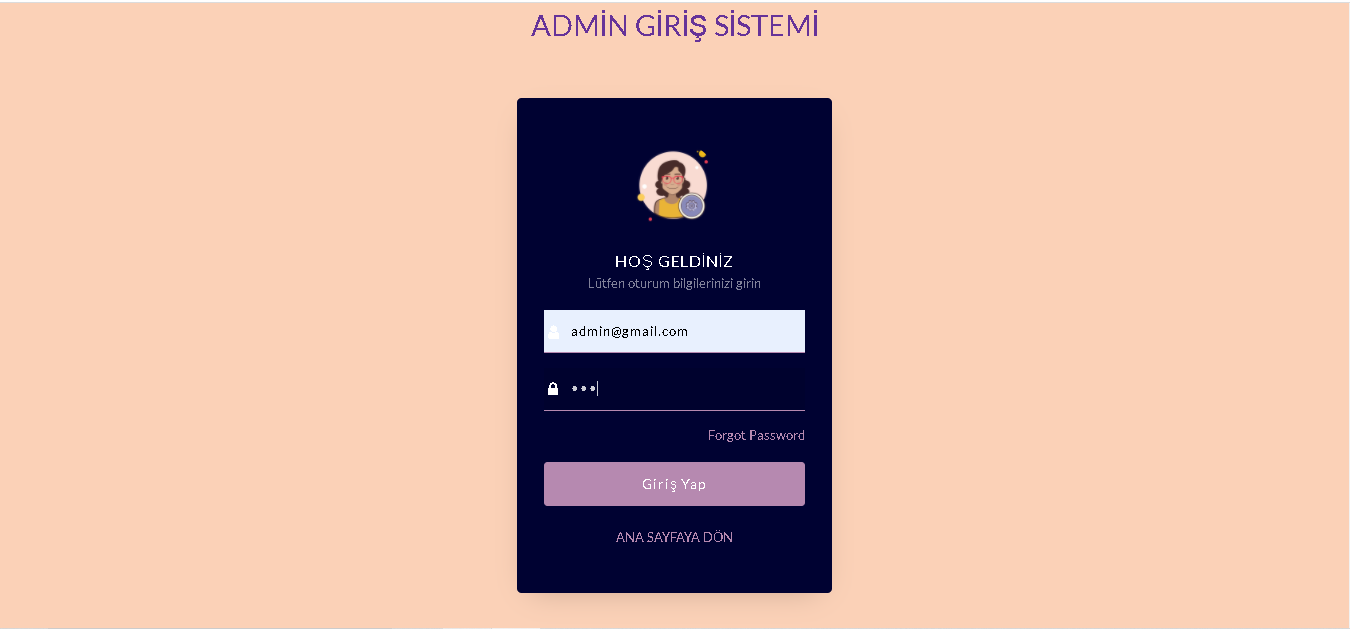 ADMİN GİRİŞ SİSTEMİ
HOŞ GELDİNİZ
Lütfen oturum bilgilerinizi girin
admin@gmail.com
•••
Forgot Password
Giriş Yap
ANA SAYFAYA DÖN